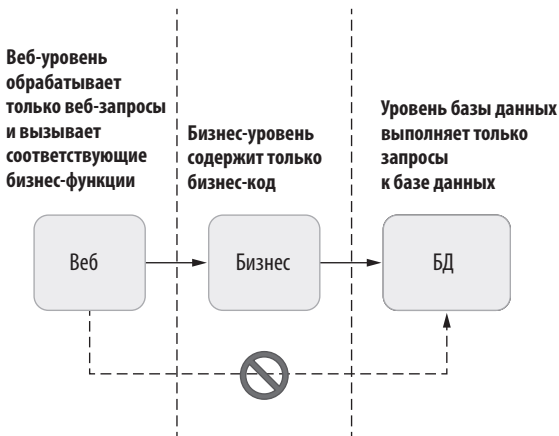 Веб-уровень
обрабатывает
только веб-запросы
и вызывает
соответствующие
бизнес-функции
Бизнес-уровень
содержит только
бизнес-код
Уровень базы данных
выполняет только
запросы
к базе данных
Веб
Бизнес
БД